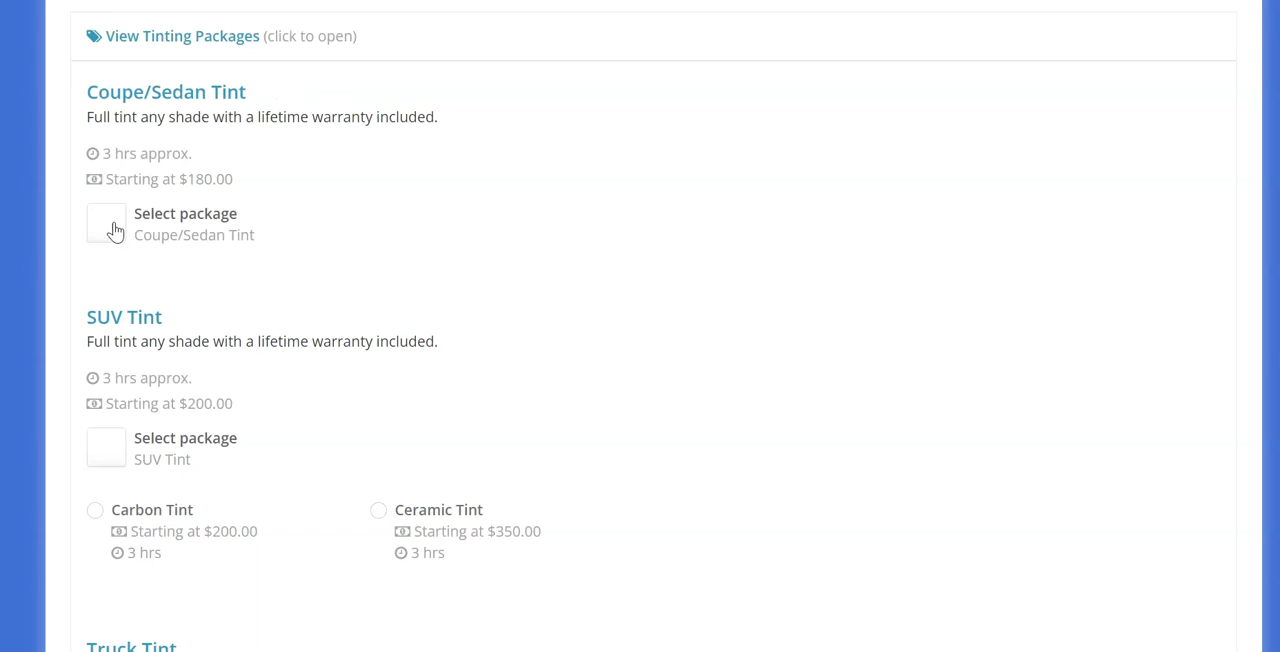 View Tinting Packages (click to open)
Coupe/Sedan Tint
Full tint any shade with a lifetime warranty included.
3 hrs approx.
Starting at $180.00
Select package
Coupe/Sedan Tint
SUV Tint
Full tint any shade with a lifetime warranty included.
3 hrs approx.
Starting at $200.00
Select package
SUV Tint
Carbon Tint
Starting at $200.00
3 hrs
Ceramic Tint
Starting at $350.00
3 hrs
Truck Tint